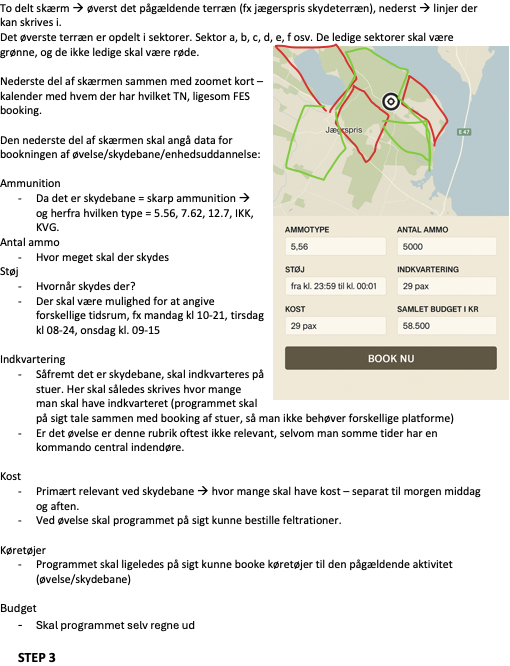 To delt skærm → øverst det pågældende terræn (fx jægerspris skydeterræn), nederst → linjer der
kan skrives i.
Det øverste terræn er opdelt i sektorer. Sektor a, b, c, d, e, f osv. De ledige sektorer skal være
grønne, og de ikke ledige skal være røde.
Nederste del af skærmen sammen med zoomet kort –
kalender med hvem der har hvilket TN, ligesom FES
booking.
Den nederste del af skærmen skal angå data for
bookningen af øvelse/skydebane/enhedsuddannelse:
Ammunition
- Da det er skydebane = skarp ammunition →
og herfra hvilken type = 5.56, 7.62, 12.7, IKK,
KVG.
Antal ammo
- Hvor meget skal der skydes
Støj
- Hvornår skydes der?
- Der skal være mulighed for at angive
forskellige tidsrum, fx mandag kl 10-21, tirsdag
kl 08-24, onsdag kl. 09-15
Jægerspris
E47
AMMOTYPE
ANTAL AMMO
5,56
5000
STØJ
INDKVARTERING
fra kl. 23:59 til kl. 00:01
29 pax
KOST
SAMLET BUDGET I KR
29 pax
58.500
BOOK NU
Indkvartering
- Såfremt det er skydebane, skal indkvarteres på
stuer. Her skal således skrives hvor mange
man skal have indkvarteret (programmet skal
på sigt tale sammen med booking af stuer, så man ikke behøver forskellige platforme)
- Er det øvelse er denne rubrik oftest ikke relevant, selvom man somme tider har en
kommando central indendøre.
Kost
- Primært relevant ved skydebane → hvor mange skal have kost – separat til morgen middag
og aften.
- Ved øvelse skal programmet på sigt kunne bestille feltrationer.
Køretøjer
- Programmet skal ligeledes på sigt kunne booke køretøjer til den pågældende aktivitet
(øvelse/skydebane)
Budget
- Skal programmet selv regne ud
STEP 3